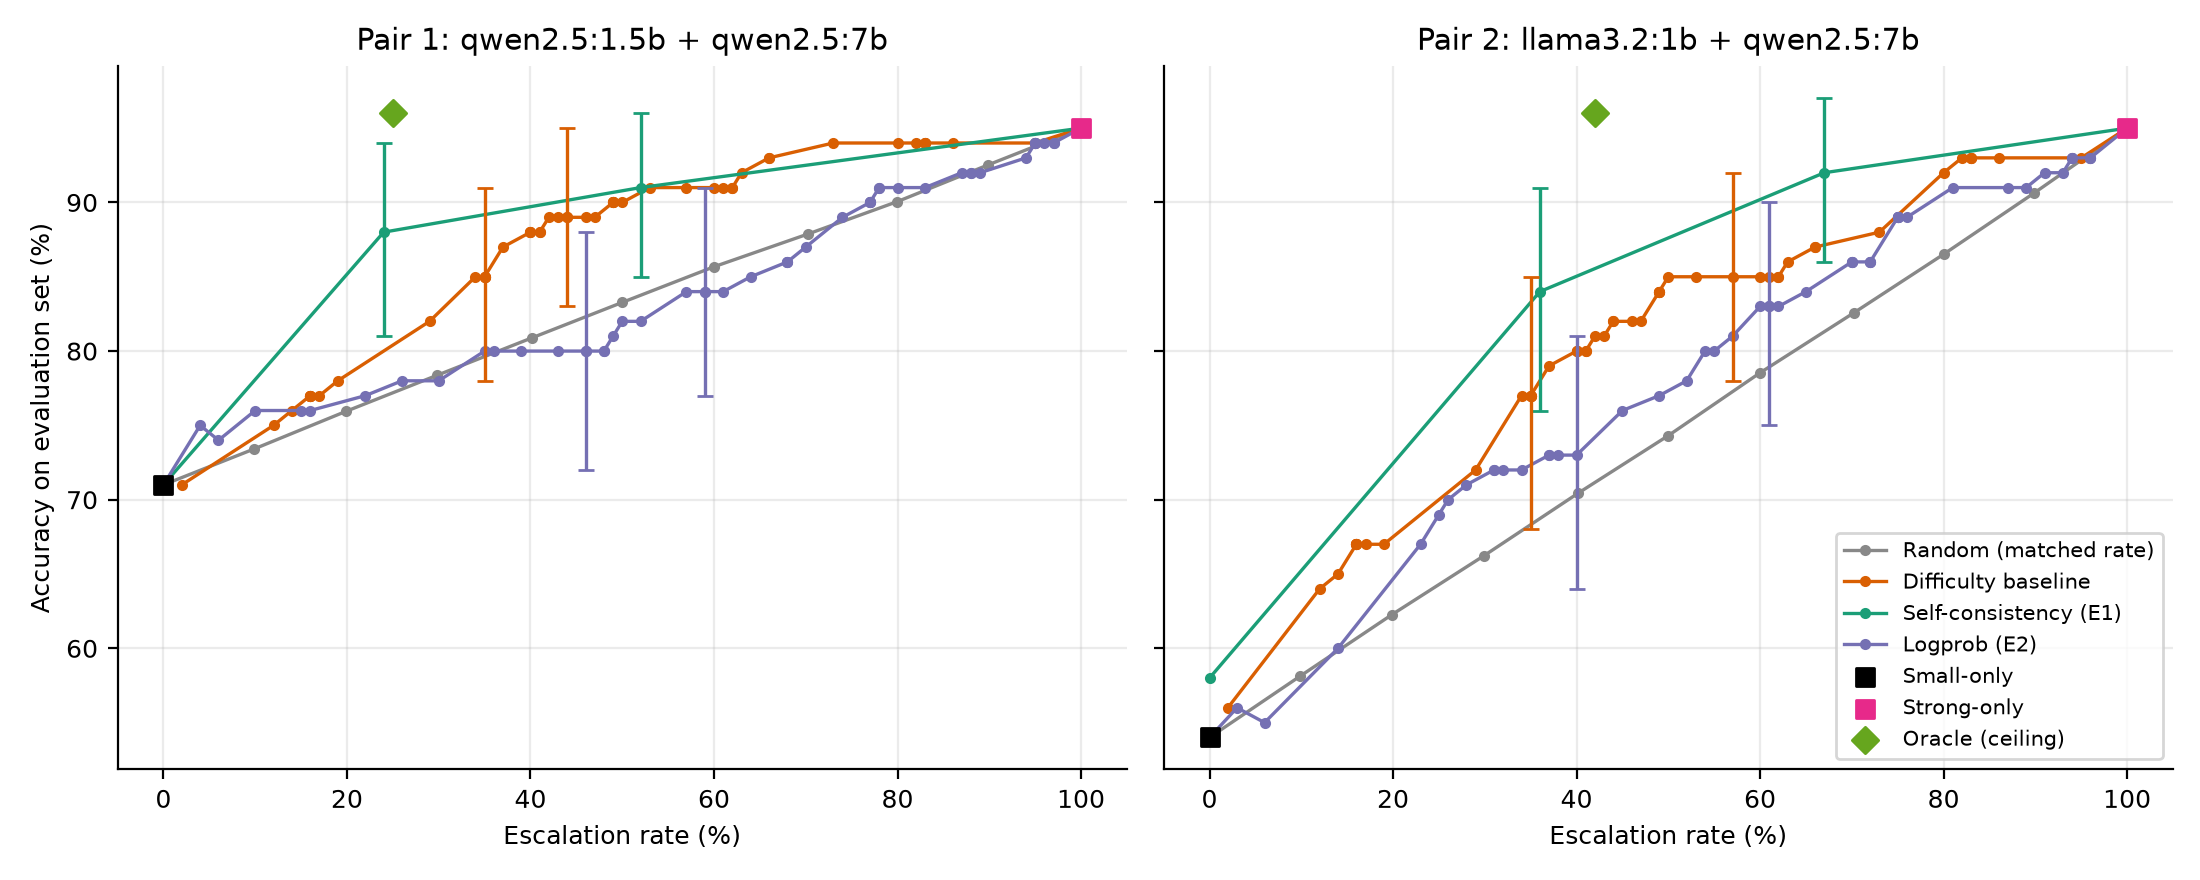 Pair 1: qwen2.5:1.5b + qwen2.5:7b
Accuracy on evaluation set (%)
90
80
70
60
0 20 40 60 80 100
Escalation rate (%)
Pair 2: llama3.2:1b + qwen2.5:7b
Random (matched rate)
Difficulty baseline
Self-consistency (E1)
Logprob (E2)
Small-only
Strong-only
Oracle (ceiling)
0 20 40 60 80 100
Escalation rate (%)